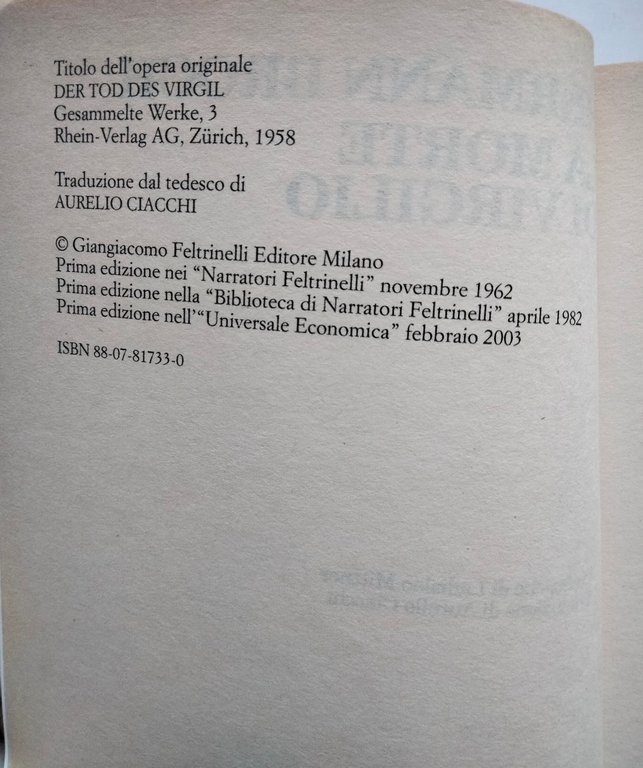 Titolo dell'opera originale
DER TOD DES VIRGIL
Gesammelte Werke, 3
Rhein-Verlag AG, Zürich, 1958
Traduzione dal tedesco di
AURELIO CIACCHI
© Giangiacomo Feltrinelli Editore Milano
Prima edizione nei “Narratori Feltrinelli” novembre 1962
Prima edizione nella “Biblioteca di Narratori Feltrinelli” aprile 1982
Prima edizione nell'“Universale Economica” febbraio 2003
ISBN 88-07-81733-0